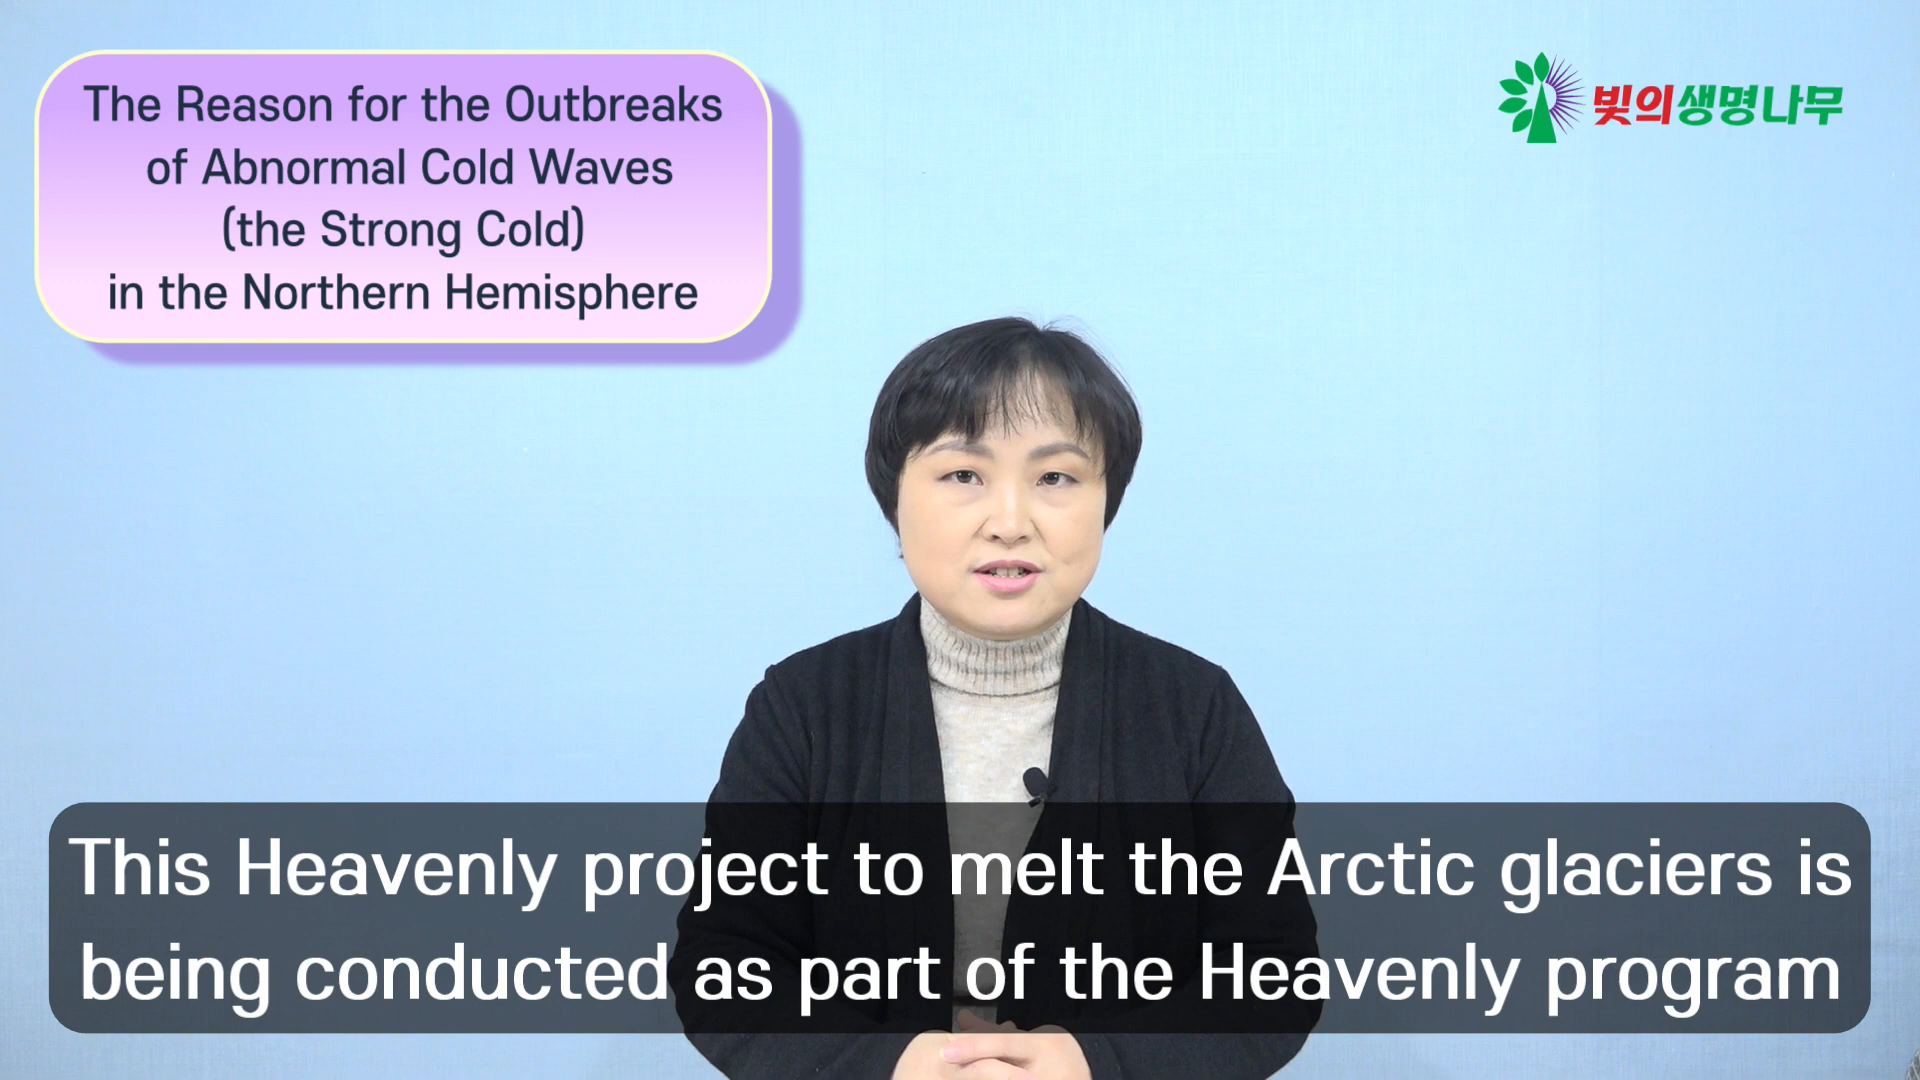 The Reason for the Outbreaks
of Abnormal Cold Waves
(the Strong Cold)
in the Northern Hemisphere
빛의생명나무
This Heavenly project to melt the Arctic glaciers is
being conducted as part of the Heavenly program